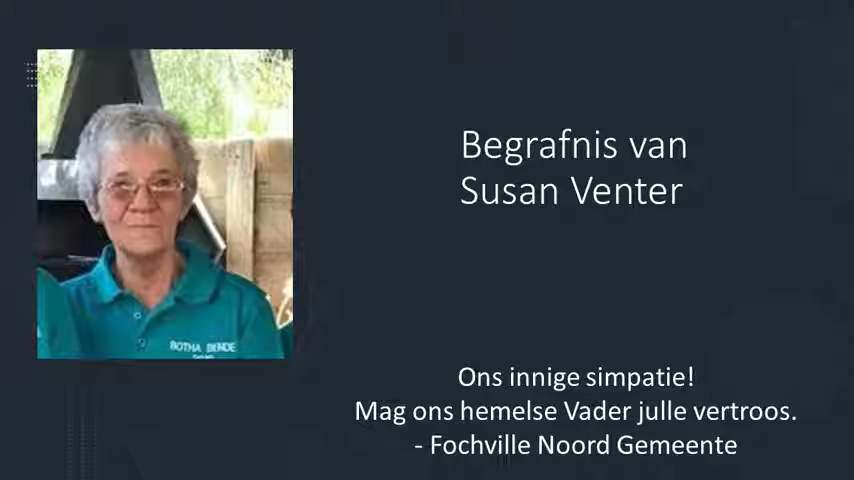 Begrafnis van
Susan Venter
BOTHA BENDE
Ons innige simpatie!
Mag ons hemelse Vader julle vertroos.
- Fochville Noord Gemeente